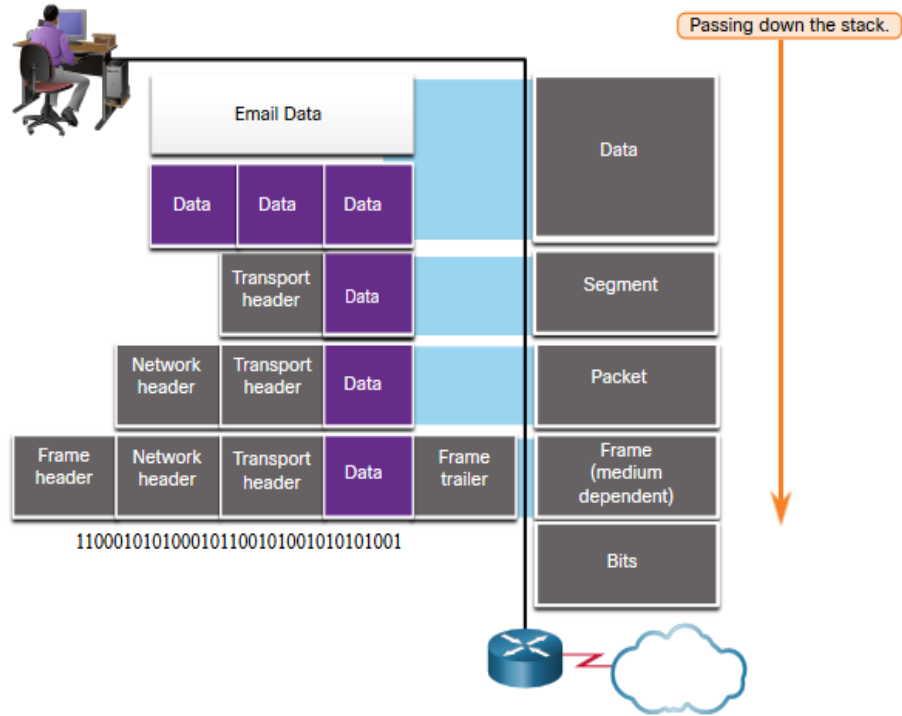 Passing down the stack.
Email Data
Data
Data
Data
Data
Transport
header
Data
Segment
Network
header
Transport
header
Data
Packet
Frame
header
Network
header
Transport
header
Data
Frame
trailer
Frame
(medium
dependent)
1100010101000101100101001010101001
Bits